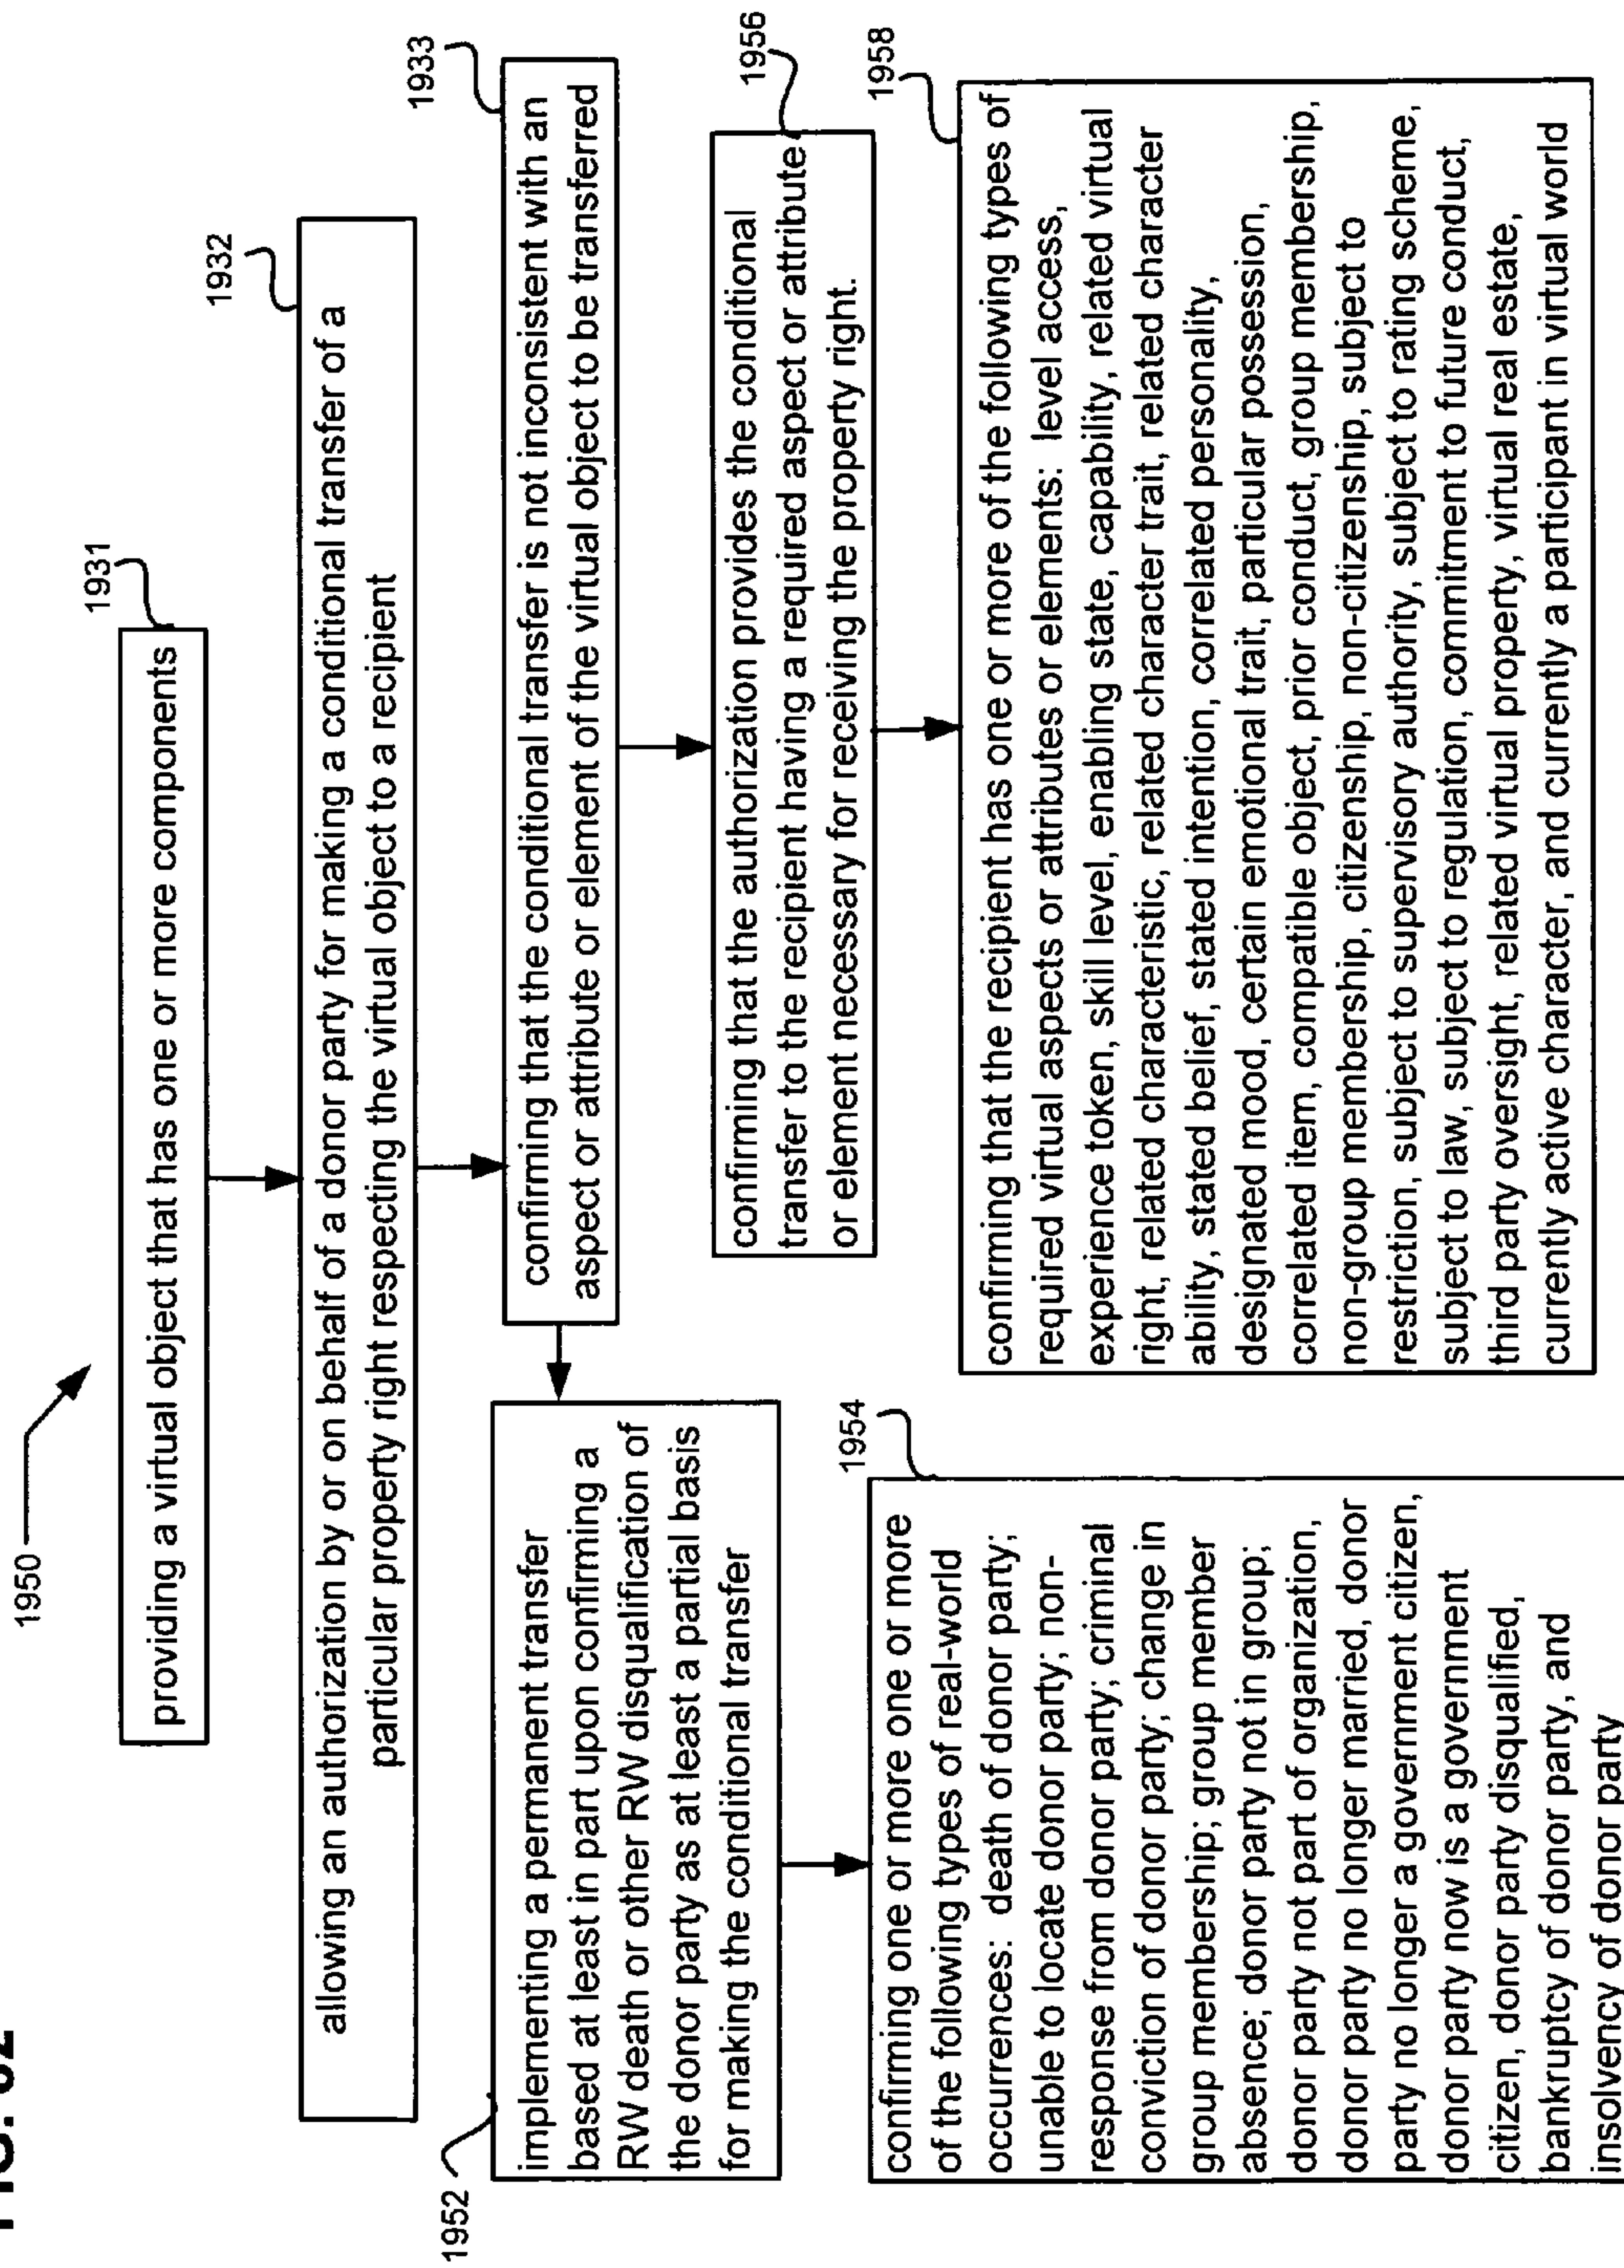 FIG.
1950
1931
providing a virtual object that has one or more components
1932
allowing an authorization by or on behalf of a donor party for making a conditional transfer of a
particular property right respecting the virtual object to a recipient
1933
confirming that the conditional transfer is not inconsistent with an
aspect or attribute or element of the virtual object to be transferred
1952
implementing a permanent transfer
based at least in part upon confirming a
RW death or other RW disqualification of
the donor party as at least a partial basis
for making the conditional transfer
1956
confirming that the authorization provides the conditional
transfer to the recipient having a required aspect or attribute
or element necessary for receiving the property right.
1954
confirming one or more one or more
of the following types of real-world
occurrences: death of donor party;
unable to locate donor party; non-
response from donor party; criminal
conviction of donor party; change in
group membership; group member
absence; donor party not in group;
donor party not part of organization,
donor party no longer married, donor
party no longer a government citizen,
donor party now is a government
citizen, donor party disqualified,
bankruptcy of donor party, and
insolvency of donor party
1958
confirming that the recipient has one or more of the following types of
required virtual aspects or attributes or elements: level access,
experience token, skill level, enabling state, capability, related virtual
right, related characteristic, related character trait, related character
ability, stated belief, stated intention, correlated personality,
designated mood, certain emotional trait, particular possession,
correlated item, compatible object, prior conduct, group membership,
non-group membership, citizenship, non-citizenship, subject to
restriction, subject to supervisory authority, subject to rating scheme,
subject to law, subject to regulation, commitment to future conduct,
third party oversight, related virtual property, virtual real estate,
currently active character, and currently a participant in virtual world